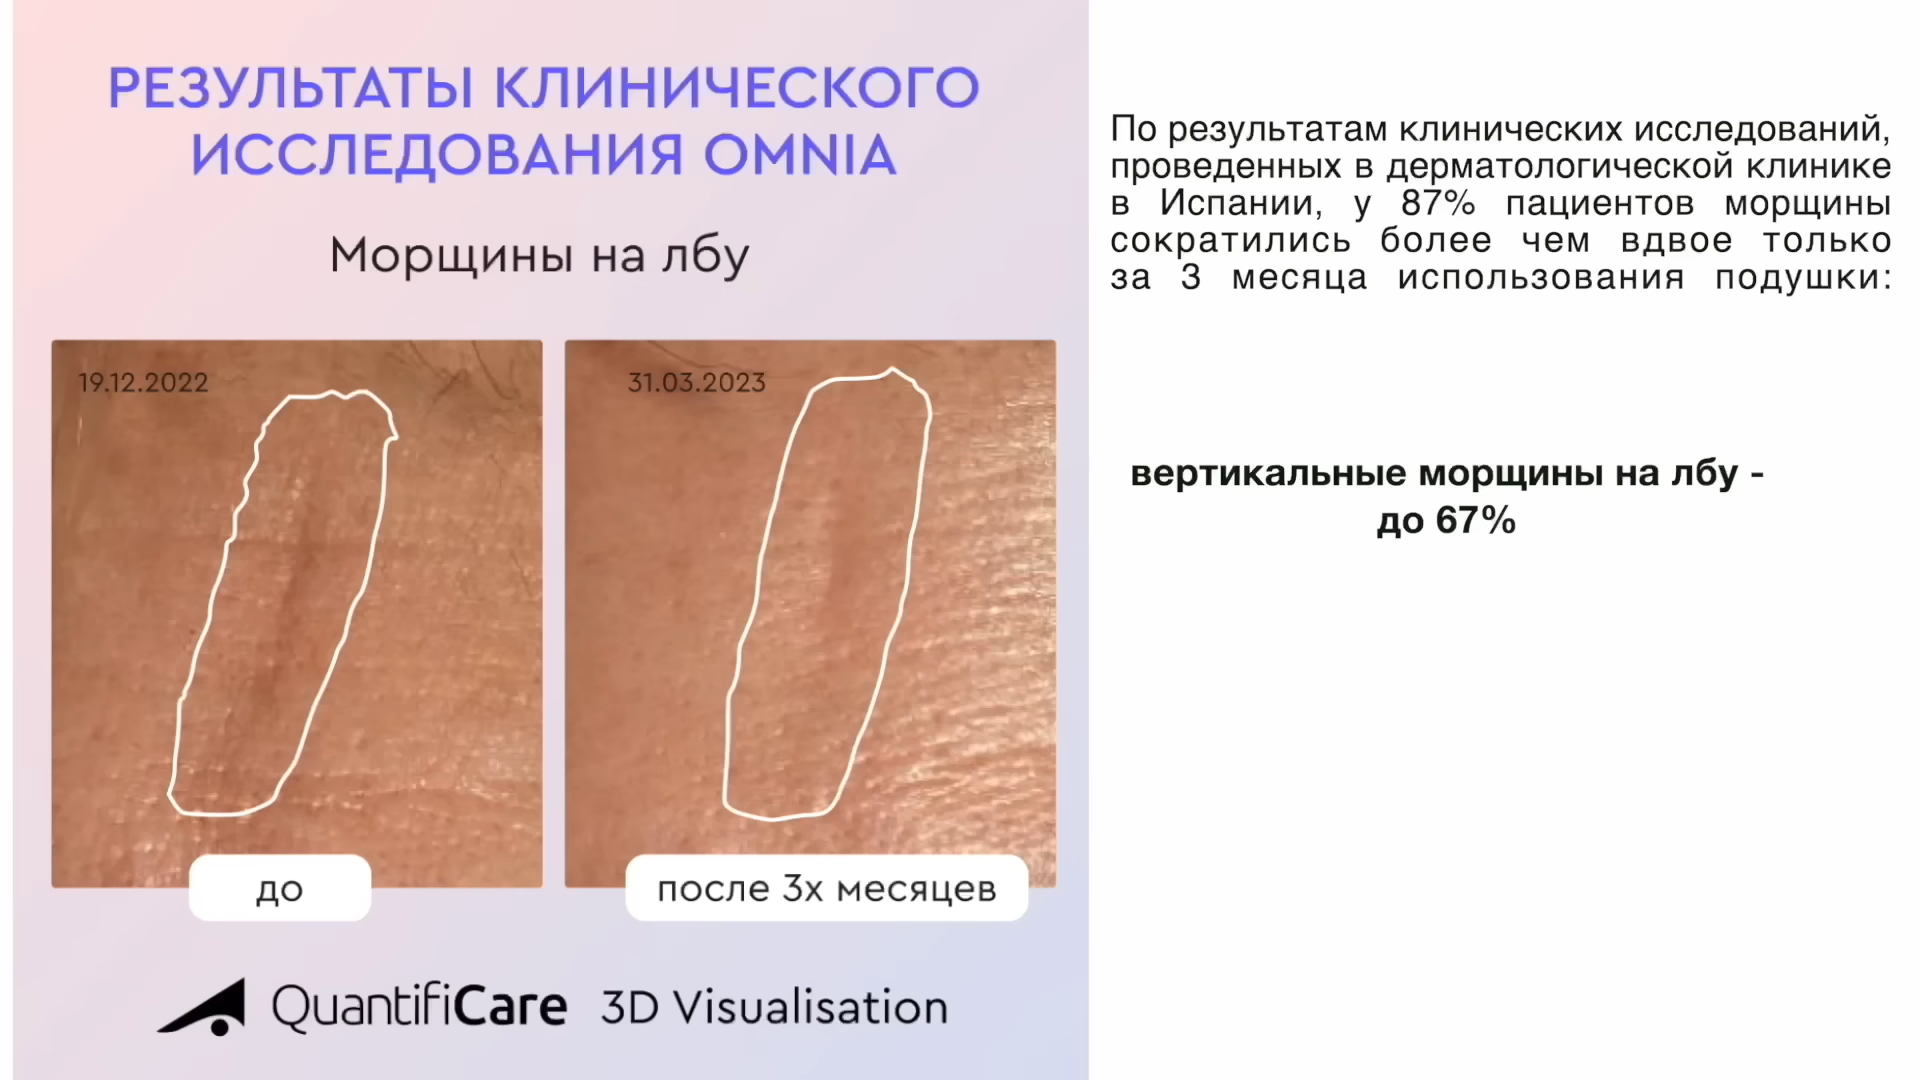 РЕЗУЛЬТАТЫ КЛИНИЧЕСКОГО
ИССЛЕДОВАНИЯ OMNIA
Морщины на лбу
19.12.2022
31.03.2023
до
после 3х месяцев
QuantifiCare 3D Visualisation
По результатам клинических исследований,
проведенных в дерматологической клинике
в Испании, у 87% пациентов морщины
сократились более чем вдвое только
за 3 месяца использования подушки:
вертикальные морщины на лбу -
до 67%